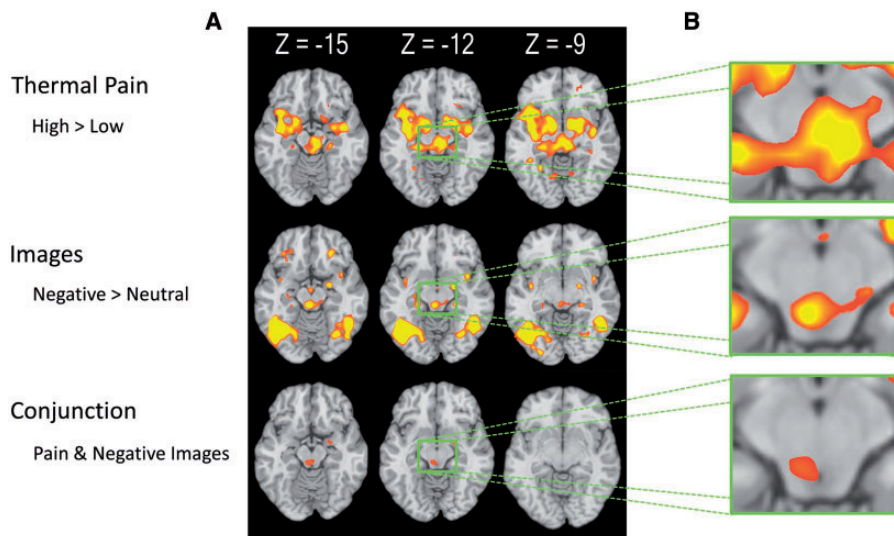 A
B
Z = -15
Z = -12
Z = -9
Thermal Pain
High > Low
Images
Negative > Neutral
Conjunction
Pain & Negative Images